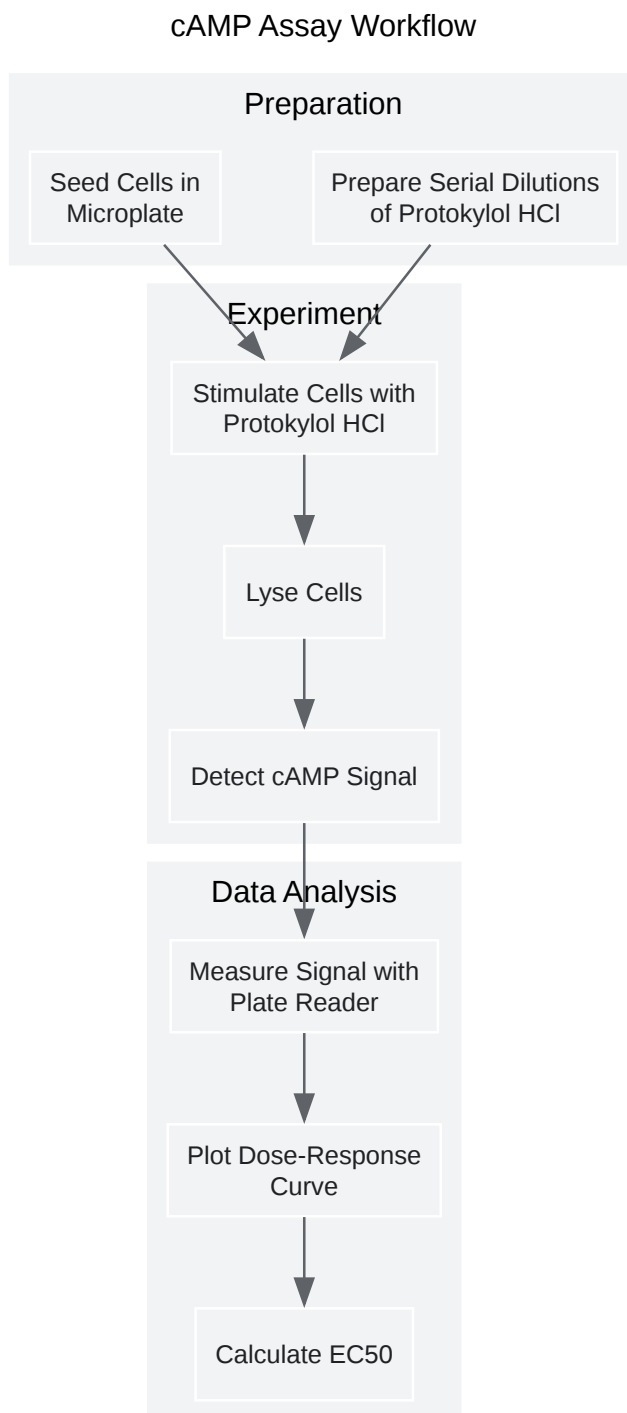 cAMP Assay Workflow
Preparation
Seed Cells in
Microplate
Prepare Serial Dilutions
of Protokylol HCl
Experiment
Stimulate Cells with
Protokylol HCl
Lyse Cells
Detect cAMP Signal
Data Analysis
Measure Signal with
Plate Reader
Plot Dose-Response
Curve
Calculate EC50